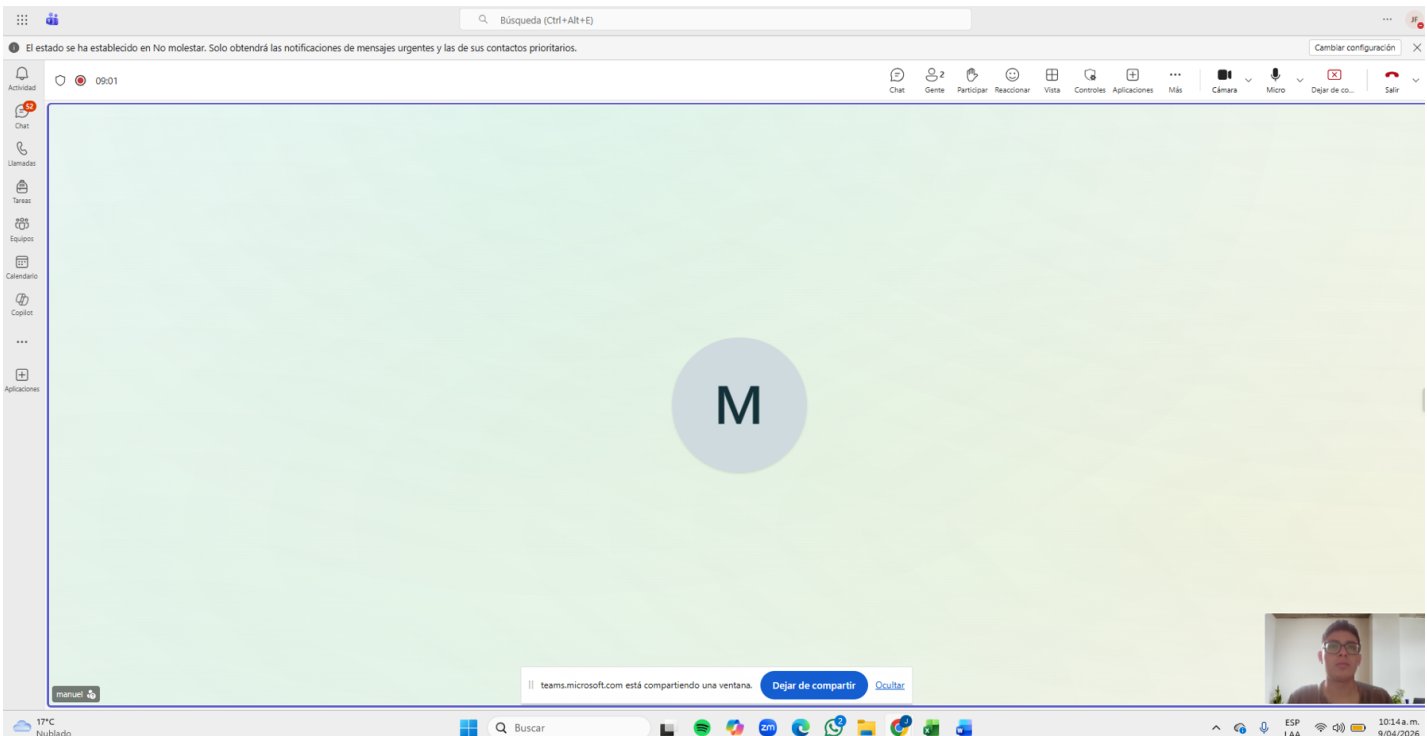 Búsqueda (Ctrl+Alt+E)
JF
El estado se ha establecido en No molestar. Solo obtendrá las notificaciones de mensajes urgentes y las de sus contactos prioritarios.
Cambiar configuración
Actividad
09:01
2
Chat
Gente
Participar
Reaccionar
Vista
Controles
Aplicaciones
Más
Cámara
Micro
Dejar de co...
Salir
52
Chat
Llamadas
Tareas
Equipos
Calendario
Copilot
Aplicaciones
M
manuel
teams.microsoft.com está compartiendo una ventana.
Dejar de compartir
Ocultar
17°C
Nublado
Buscar
zm
2
ESP
LAA
10:14 a. m.
9/04/2026